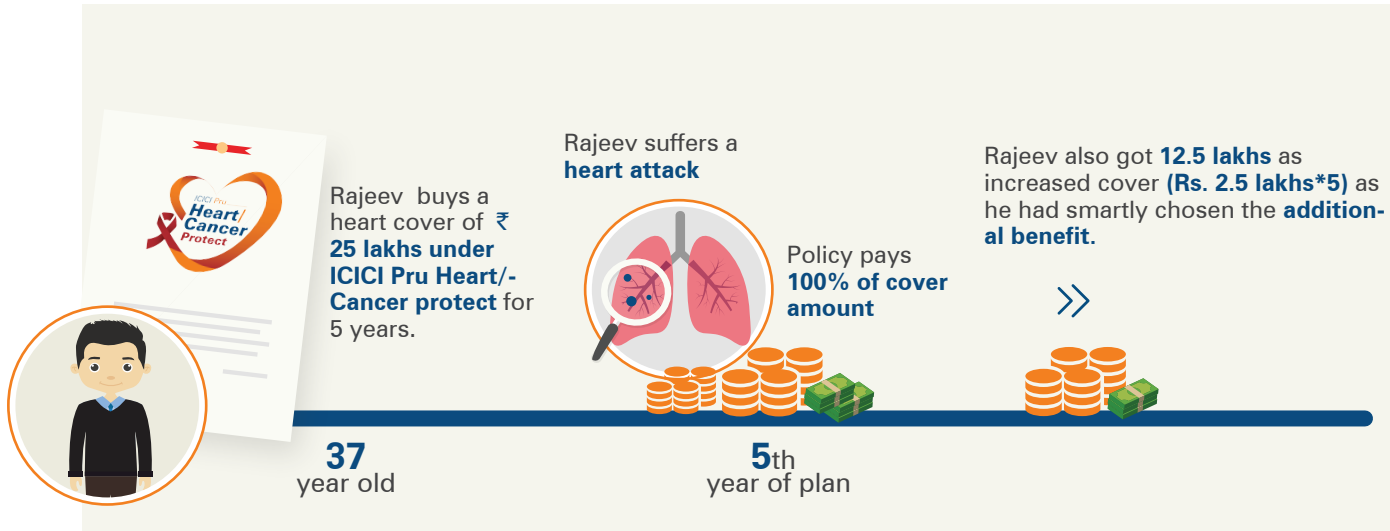 ICICI Pru
Heart/
Cancer
Protect
Rajeev buys a
heart cover of ₹
25 lakhs under
ICICI Pru Heart/-
Cancer protect for
5 years.
Rajeev suffers a
heart attack
Policy pays
100% of cover
amount
Rajeev also got 12.5 lakhs as
increased cover (Rs. 2.5 lakhs*5) as
he had smartly chosen the addition-
al benefit.
37
year old
5th
year of plan